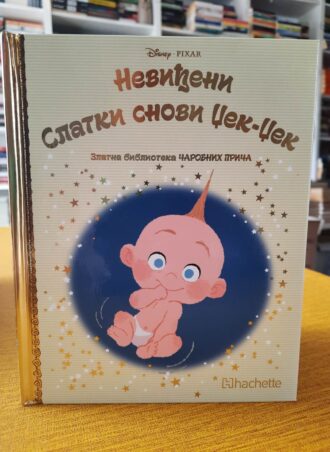 Disney · PIXAR
Невиђени
Слатки снови Џек-Џек
Златна библиотека ЧАРОБНИХ ПРИЧА
hachette